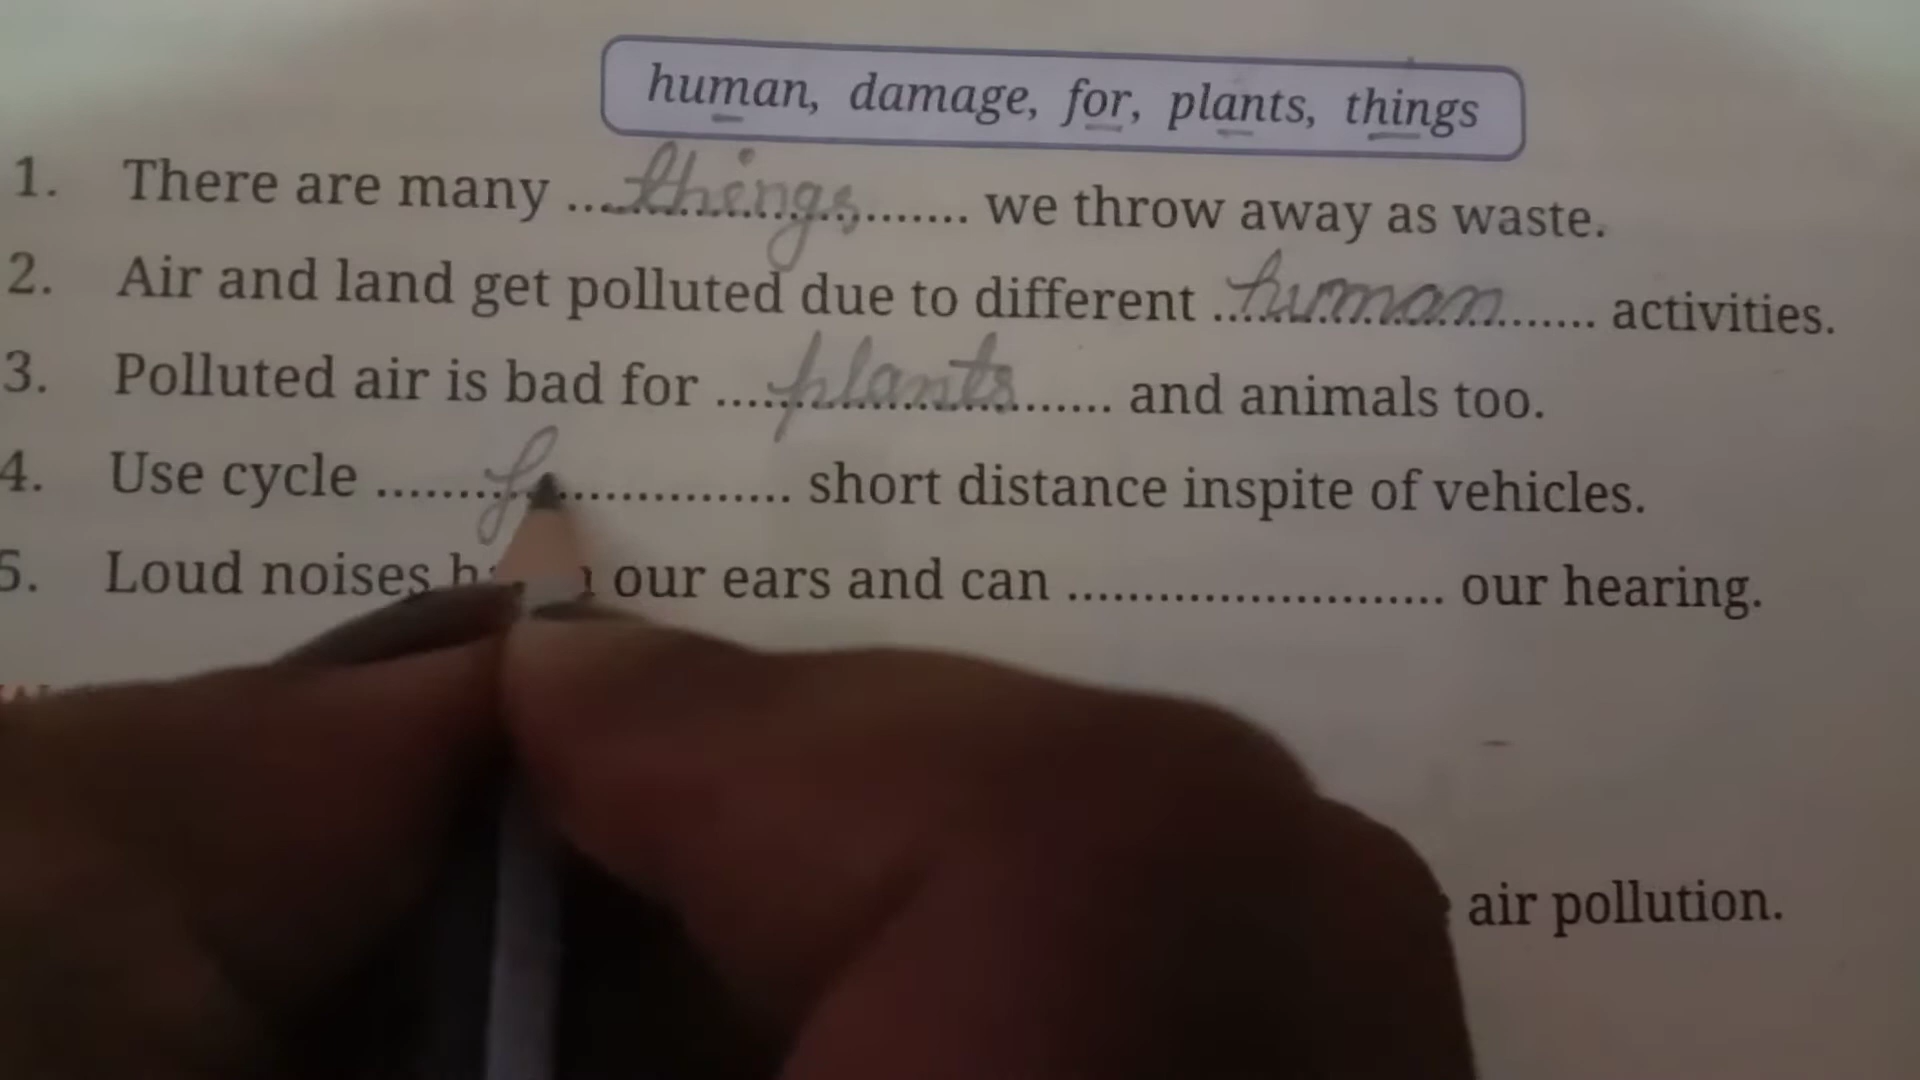 human, damage, for, plants, things
1. There are many ....things.... we throw away as waste.
2. Air and land get polluted due to different ....human.... activities.
3. Polluted air is bad for ....plants.... and animals too.
4. Use cycle ....f.... short distance inspite of vehicles.
5. Loud noises our ears and can ........ our hearing.
air pollution.